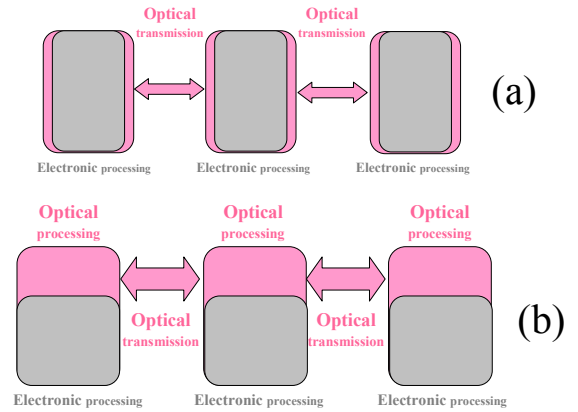 Optical Optical
transmission transmission
(a)
Electronic processing Electronic processing Electronic processing
Optical Optical Optical
processing processing processing
Optical Optical
transmission transmission
(b)
Electronic processing Electronic processing Electronic processing